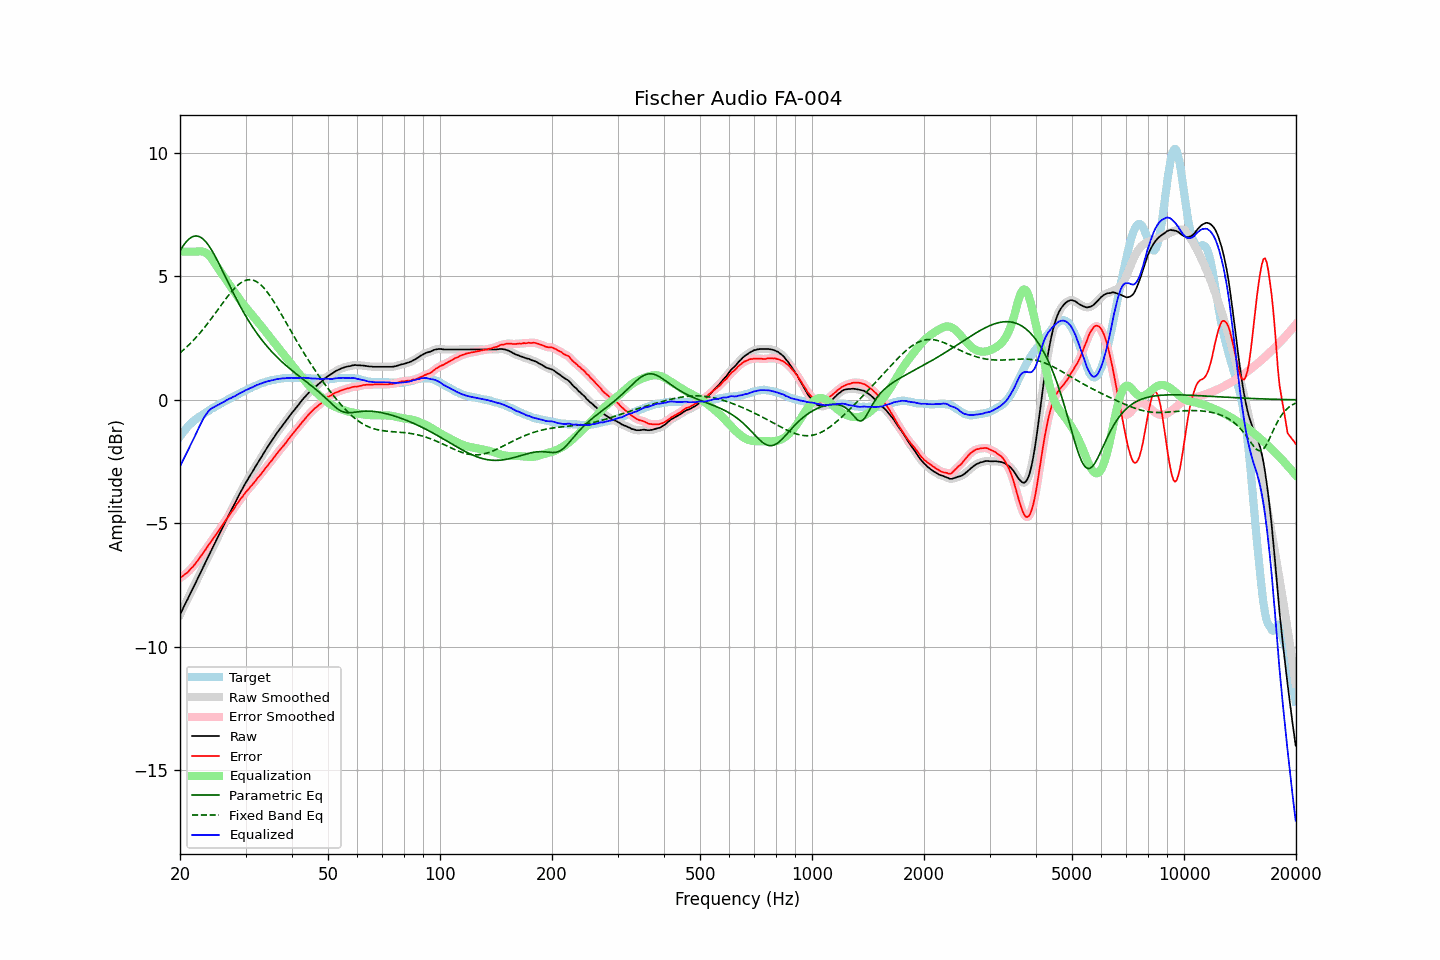 Fischer Audio FA-004
Amplitude (dBr)
10
5
0
−5
−10
−15
Target
Raw Smoothed
Error Smoothed
Raw
Error
Equalization
Parametric Eq
Fixed Band Eq
Equalized
20 50 100 200 500 1000 2000 5000 10000 20000
Frequency (Hz)